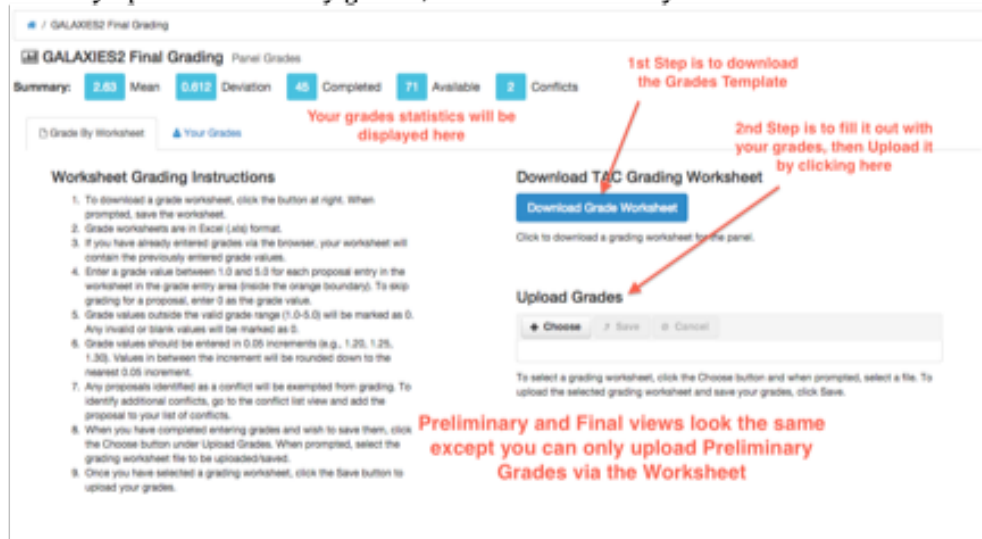 / GALAXIES2 Final Grading
GALAXIES2 Final Grading Panel Grades
Summary: 2.63 Mean 0.612 Deviation 45 Completed 71 Available 2 Conflicts
1st Step is to download
the Grades Template
Your grades statistics will be
displayed here
Grade By Worksheet Your Grades
2nd Step is to fill it out with
your grades, then Upload it
by clicking here
Worksheet Grading Instructions
1. To download a grade worksheet, click the button at right. When
prompted, save the worksheet.
2. Grade worksheets are in Excel (.xls) format.
3. If you have already entered grades via the browser, your worksheet will
contain the previously entered grade values.
4. Enter a grade value between 1.0 and 5.0 for each proposal entry in the
worksheet in the grade entry area (inside the orange boundary). To skip
grading for a proposal, enter 0 as the grade value.
5. Grade values outside the valid grade range (1.0-5.0) will be marked as 0.
Any invalid or blank values will be marked as 0.
6. Grade values should be entered in 0.05 increments (e.g., 1.20, 1.25,
1.30). Values in between the increment will be rounded down to the
nearest 0.05 increment.
7. Any proposals identified as a conflict will be exempted from grading. To
identify additional conflicts, go to the conflict list view and add the
proposal to your list of conflicts.
8. When you have completed entering grades and wish to save them, click
the Choose button under Upload Grades. When prompted, select the
grading worksheet file to be uploaded/saved.
9. Once you have selected a grading worksheet, click the Save button to
upload your grades.
Download TAC Grading Worksheet
Download Grade Worksheet
Click to download a grading worksheet for the panel.
Upload Grades
+ Choose Save Cancel
To select a grading worksheet, click the Choose button and when prompted, select a file. To
upload the selected grading worksheet and save your grades, click Save.
Preliminary and Final views look the same
except you can only upload Preliminary
Grades via the Worksheet